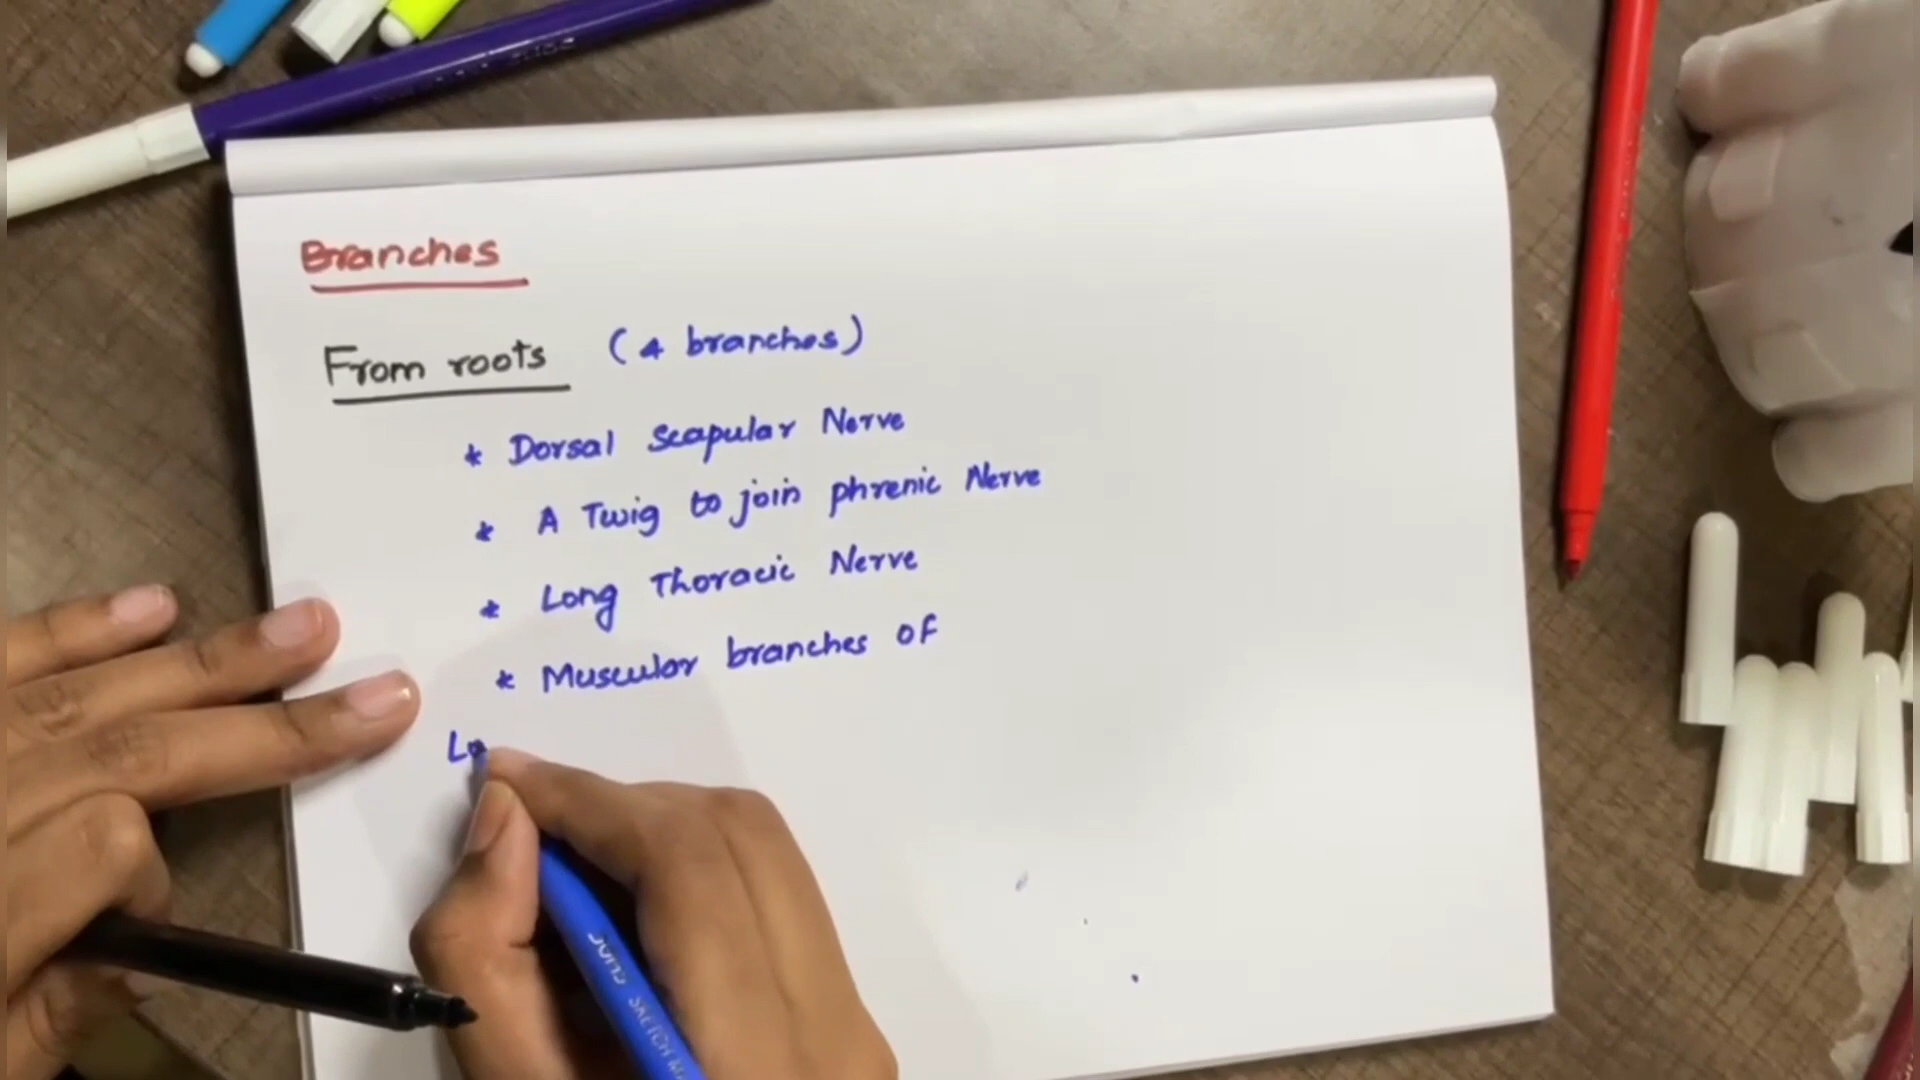 Branches
From roots (4 branches)
* Dorsal Scapular Nerve
* A Twig to join phrenic Nerve
* Long Thoracic Nerve
* Muscular branches of
Lo